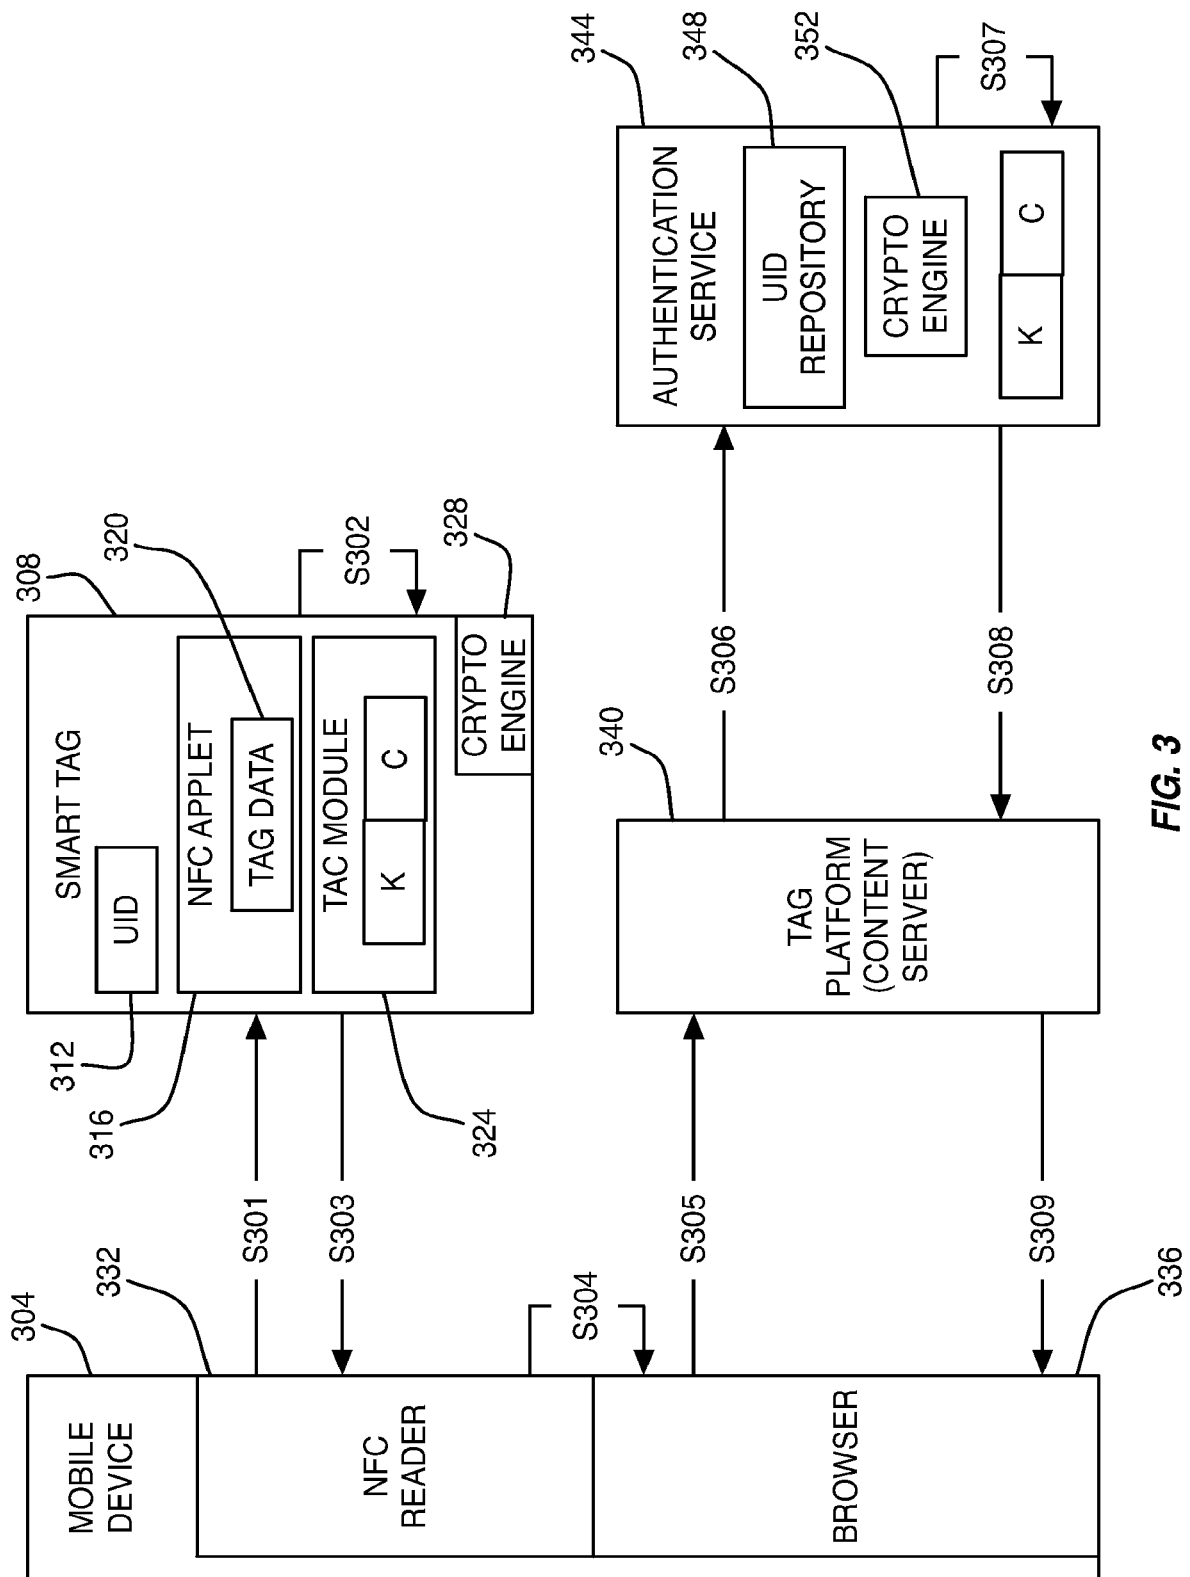 304
MOBILE
DEVICE
332
NFC
READER
S304
BROWSER
336
S301
S303
S305
S309
308
SMART TAG
312
UID
316
NFC APPLET
320
TAG DATA
324
TAC MODULE
K
C
S302
328
CRYPTO
ENGINE
340
TAG
PLATFORM
(CONTENT
SERVER)
S306
S308
344
AUTHENTICATION
SERVICE
348
UID
REPOSITORY
352
CRYPTO
ENGINE
K
C
S307
FIG. 3